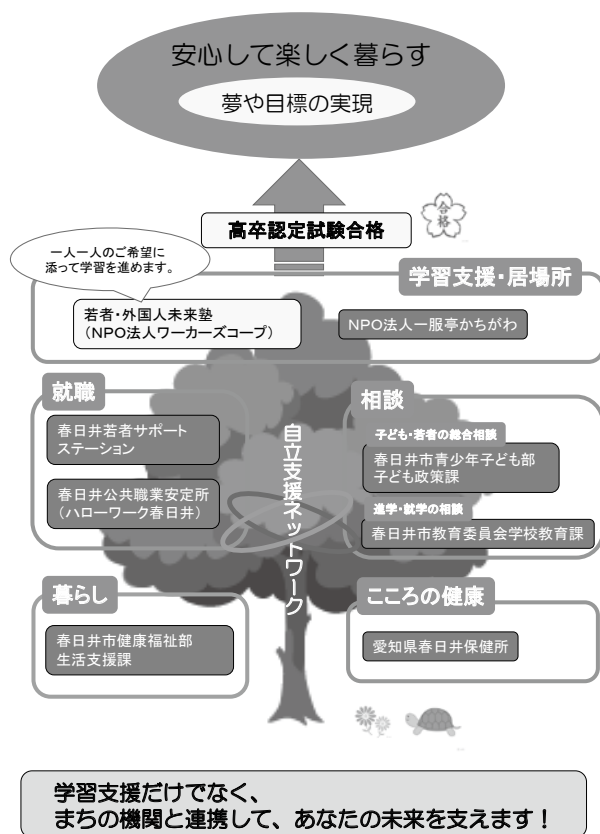 安心して楽しく暮らす
夢や目標の実現
高卒認定試験合格
合格
一人一人のご希望に
添って学習を進めます。
学習支援・居場所
若者・外国人未来塾
（NPO法人ワーカーズコープ）
NPO法人一服亭かちがわ
就職
春日井若者サポート
ステーション
春日井公共職業安定所
（ハローワーク春日井）
自立支援ネットワーク
相談
子ども・若者の総合相談
春日井市青少年子ども部
子ども政策課
進学・就学の相談
春日井市教育委員会学校教育課
暮らし
春日井市健康福祉部
生活支援課
こころの健康
愛知県春日井保健所
学習支援だけでなく、
まちの機関と連携して、あなたの未来を支えます！